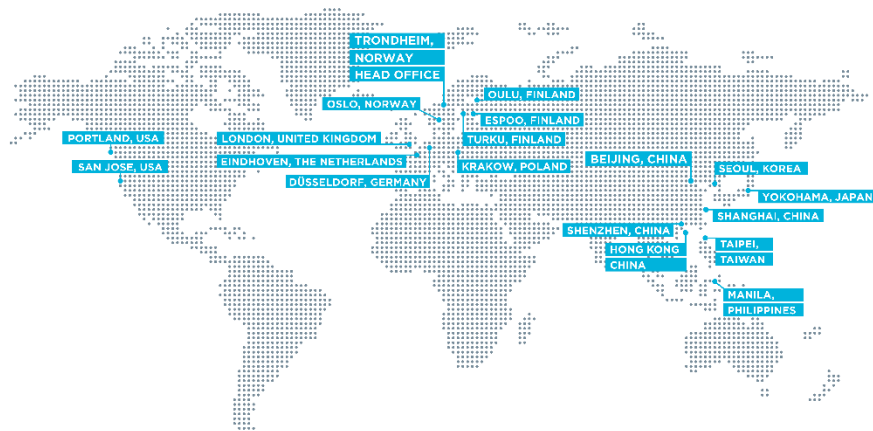 TRONDHEIM,
NORWAY
HEAD OFFICE
OULU, FINLAND
OSLO, NORWAY
ESPOO, FINLAND
PORTLAND, USA
LONDON, UNITED KINGDOM
TURKU, FINLAND
EINDHOVEN, THE NETHERLANDS
BEIJING, CHINA
SAN JOSE, USA
KRAKOW, POLAND
SEOUL, KOREA
DÜSSELDORF, GERMANY
YOKOHAMA, JAPAN
SHANGHAI, CHINA
SHENZHEN, CHINA
HONG KONG
CHINA
TAIPEI,
TAIWAN
MANILA,
PHILIPPINES